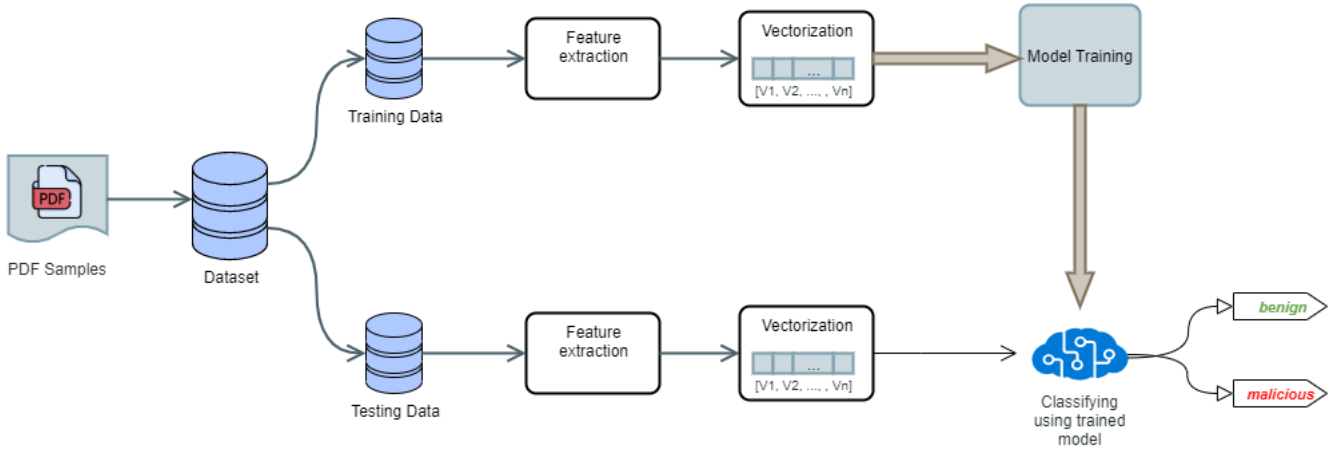 Feature
extraction
Vectorization
...
[V1, V2, ..., , Vn]
Model Training
Training Data
PDF
PDF Samples
Dataset
Feature
extraction
Vectorization
...
[V1, V2, ..., , Vn]
Testing Data
Classifying
using trained
model
benign
malicious